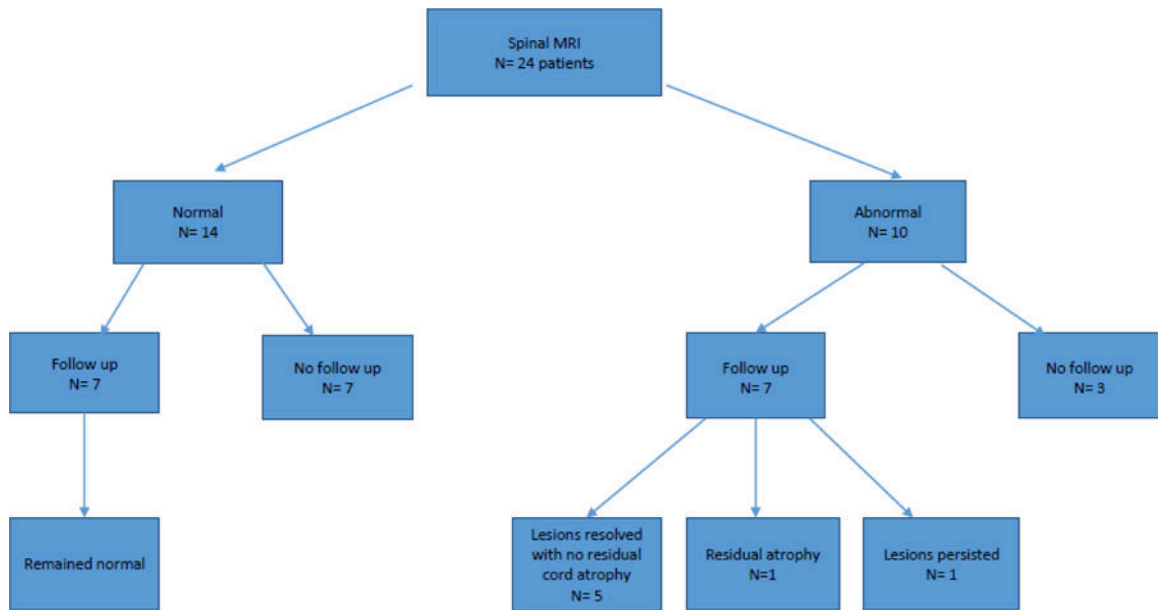 Spinal MRI
N= 24 patients
Normal
N= 14
Abnormal
N= 10
Follow up
N= 7
No follow up
N= 7
Follow up
N= 7
No follow up
N= 3
Remained normal
Lesions resolved
with no residual
cord atrophy
N= 5
Residual atrophy
N=1
Lesions persisted
N= 1